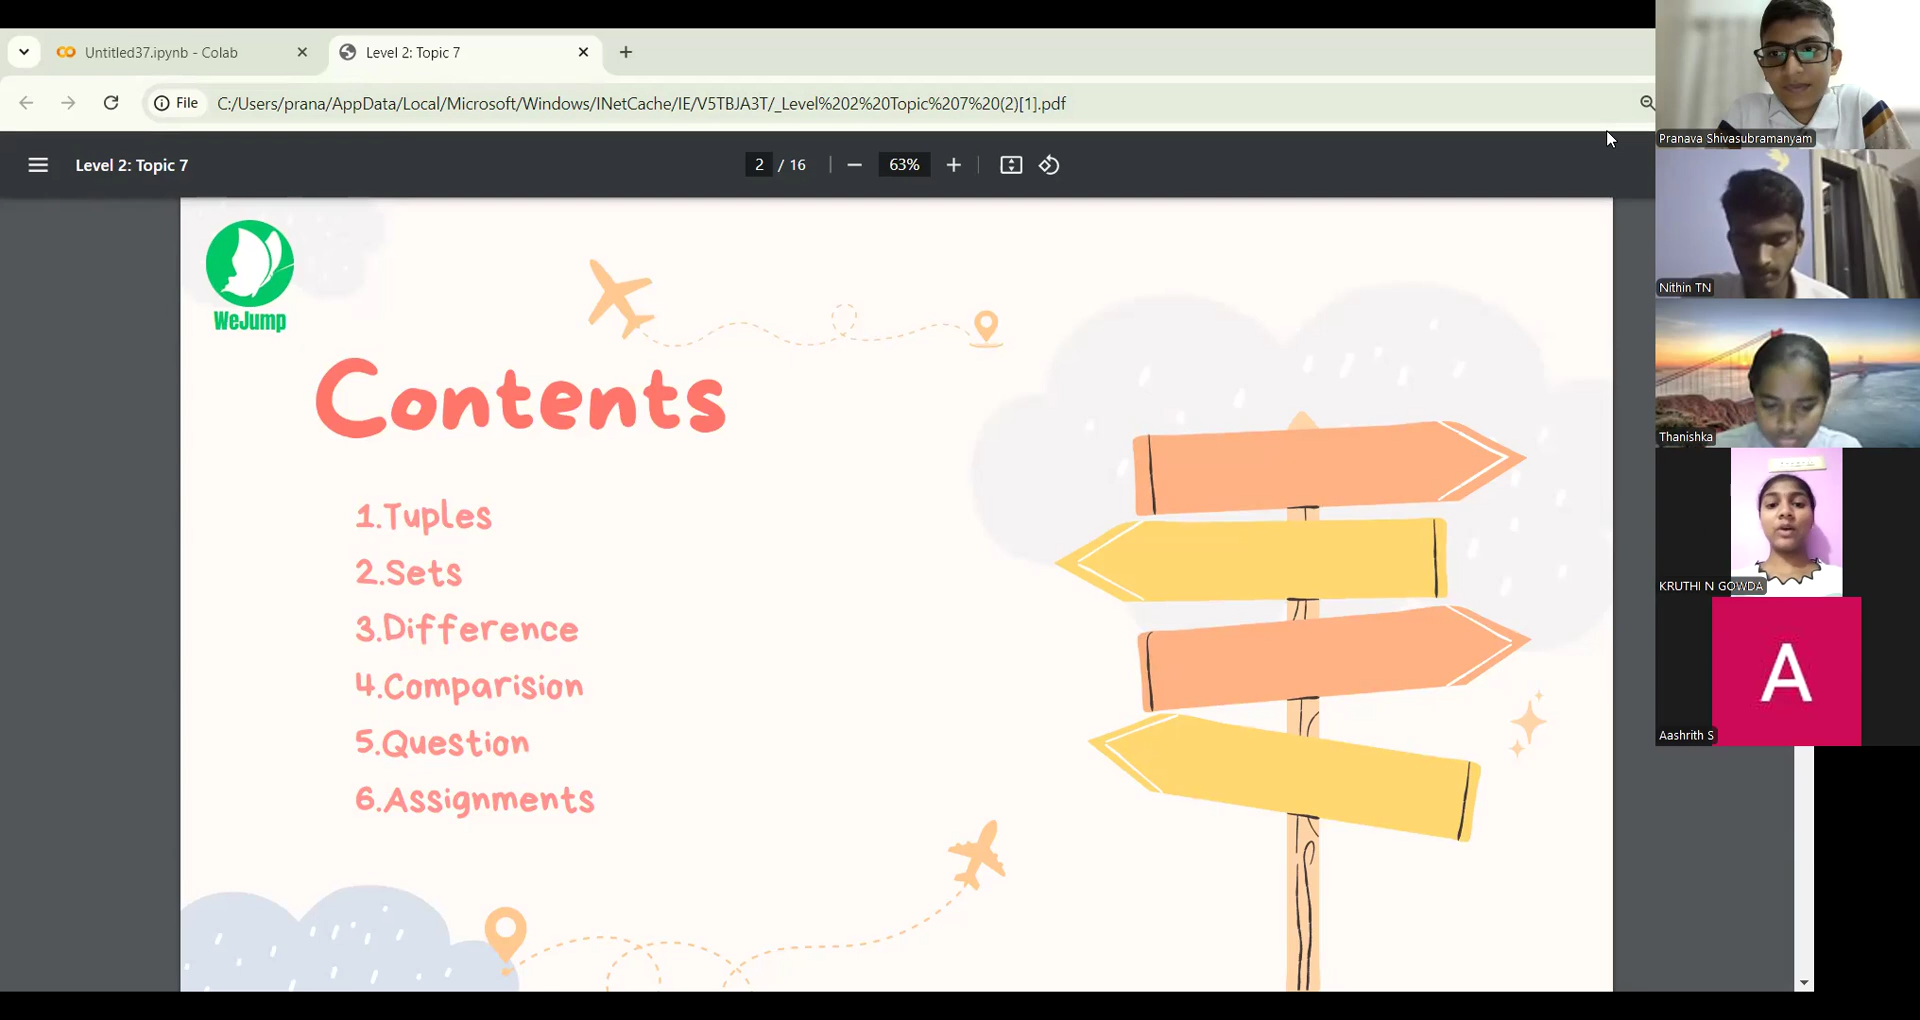 Untitled37.ipynb - Colab
Level 2: Topic 7
File
C:/Users/prana/AppData/Local/Microsoft/Windows/INetCache/IE/V5TBJA3T/_Level%202%20Topic%207%20(2)[1].pdf
Level 2: Topic 7
2 / 16
63%
WeJump
Contents
1.Tuples
2.Sets
3.Difference
4.Comparision
5.Question
6.Assignments
Pranava Shivasubramanyam
Nithin TN
Thanishka
KRUTHI N GOWDA
A
Aashrith S